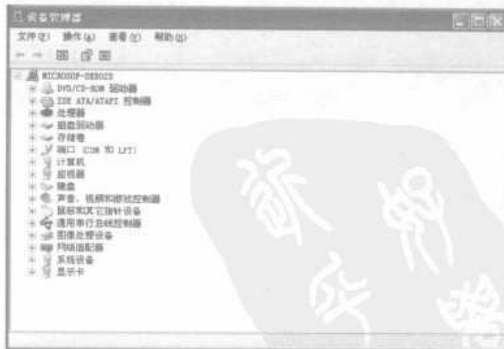 设备管理器
文件(F) 操作(A) 查看(V) 帮助(H)
DVD/CD-ROM 驱动器
IDE ATA/ATAPI 控制器
处理器
磁盘驱动器
存储卷
端口 (COM 和 LPT)
计算机
监视器
键盘
声音、视频和游戏控制器
鼠标和其它指针设备
通用串行总线控制器
图像处理设备
网络适配器
系统设备
显示卡